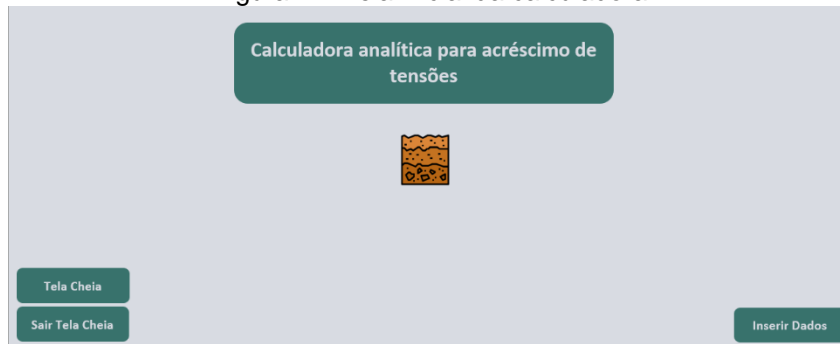 Calculadora analítica para acréscimo de
tensões
Tela Cheia
Sair Tela Cheia
Inserir Dados